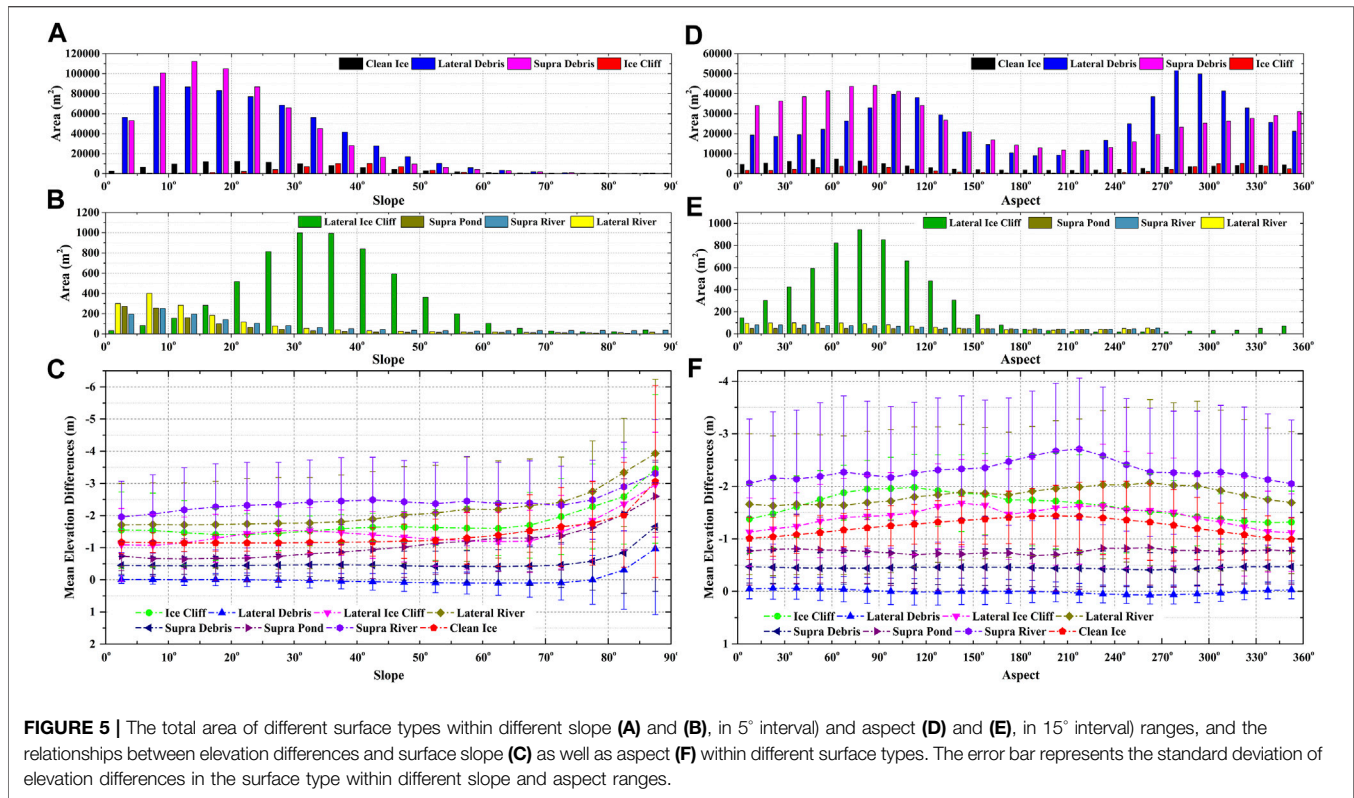 A
120000
100000
80000
60000
40000
20000
0
Area (m²)
Clean Ice Lateral Debris Supra Debris Ice Cliff
0° 10° 20° 30° 40° 50° 60° 70° 80° 90°
Slope
B
1200
1000
800
600
400
200
0
Area (m²)
Lateral Ice Cliff Supra Pond Supra River Lateral River
0° 10° 20° 30° 40° 50° 60° 70° 80° 90°
Slope
C
-6
-5
-4
-3
-2
-1
0
1
2
Mean Elevation Differences (m)
Ice Cliff Lateral Debris Lateral Ice Cliff Lateral River
Supra Debris Supra Pond Supra River Clean Ice
0° 10° 20° 30° 40° 50° 60° 70° 80° 90°
Slope
D
60000
50000
40000
30000
20000
10000
0
Area (m²)
Clean Ice Lateral Debris Supra Debris Ice Cliff
0° 30° 60° 90° 120° 150° 180° 210° 240° 270° 300° 330° 360°
Aspect
E
1000
800
600
400
200
0
Area (m²)
Lateral Ice Cliff Supra Pond Supra River Lateral River
0° 30° 60° 90° 120° 150° 180° 210° 240° 270° 300° 330° 360°
Aspect
F
-4
-3
-2
-1
0
1
Mean Elevation Differences (m)
Ice Cliff Lateral Debris Lateral Ice Cliff Lateral River
Supra Debris Supra Pond Supra River Clean Ice
0° 30° 60° 90° 120° 150° 180° 210° 240° 270° 300° 330° 360°
Aspect
FIGURE 5 | The total area of different surface types within different slope (A) and (B), in 5° interval) and aspect (D) and (E), in 15° interval) ranges, and the
relationships between elevation differences and surface slope (C) as well as aspect (F) within different surface types. The error bar represents the standard deviation of
elevation differences in the surface type within different slope and aspect ranges.